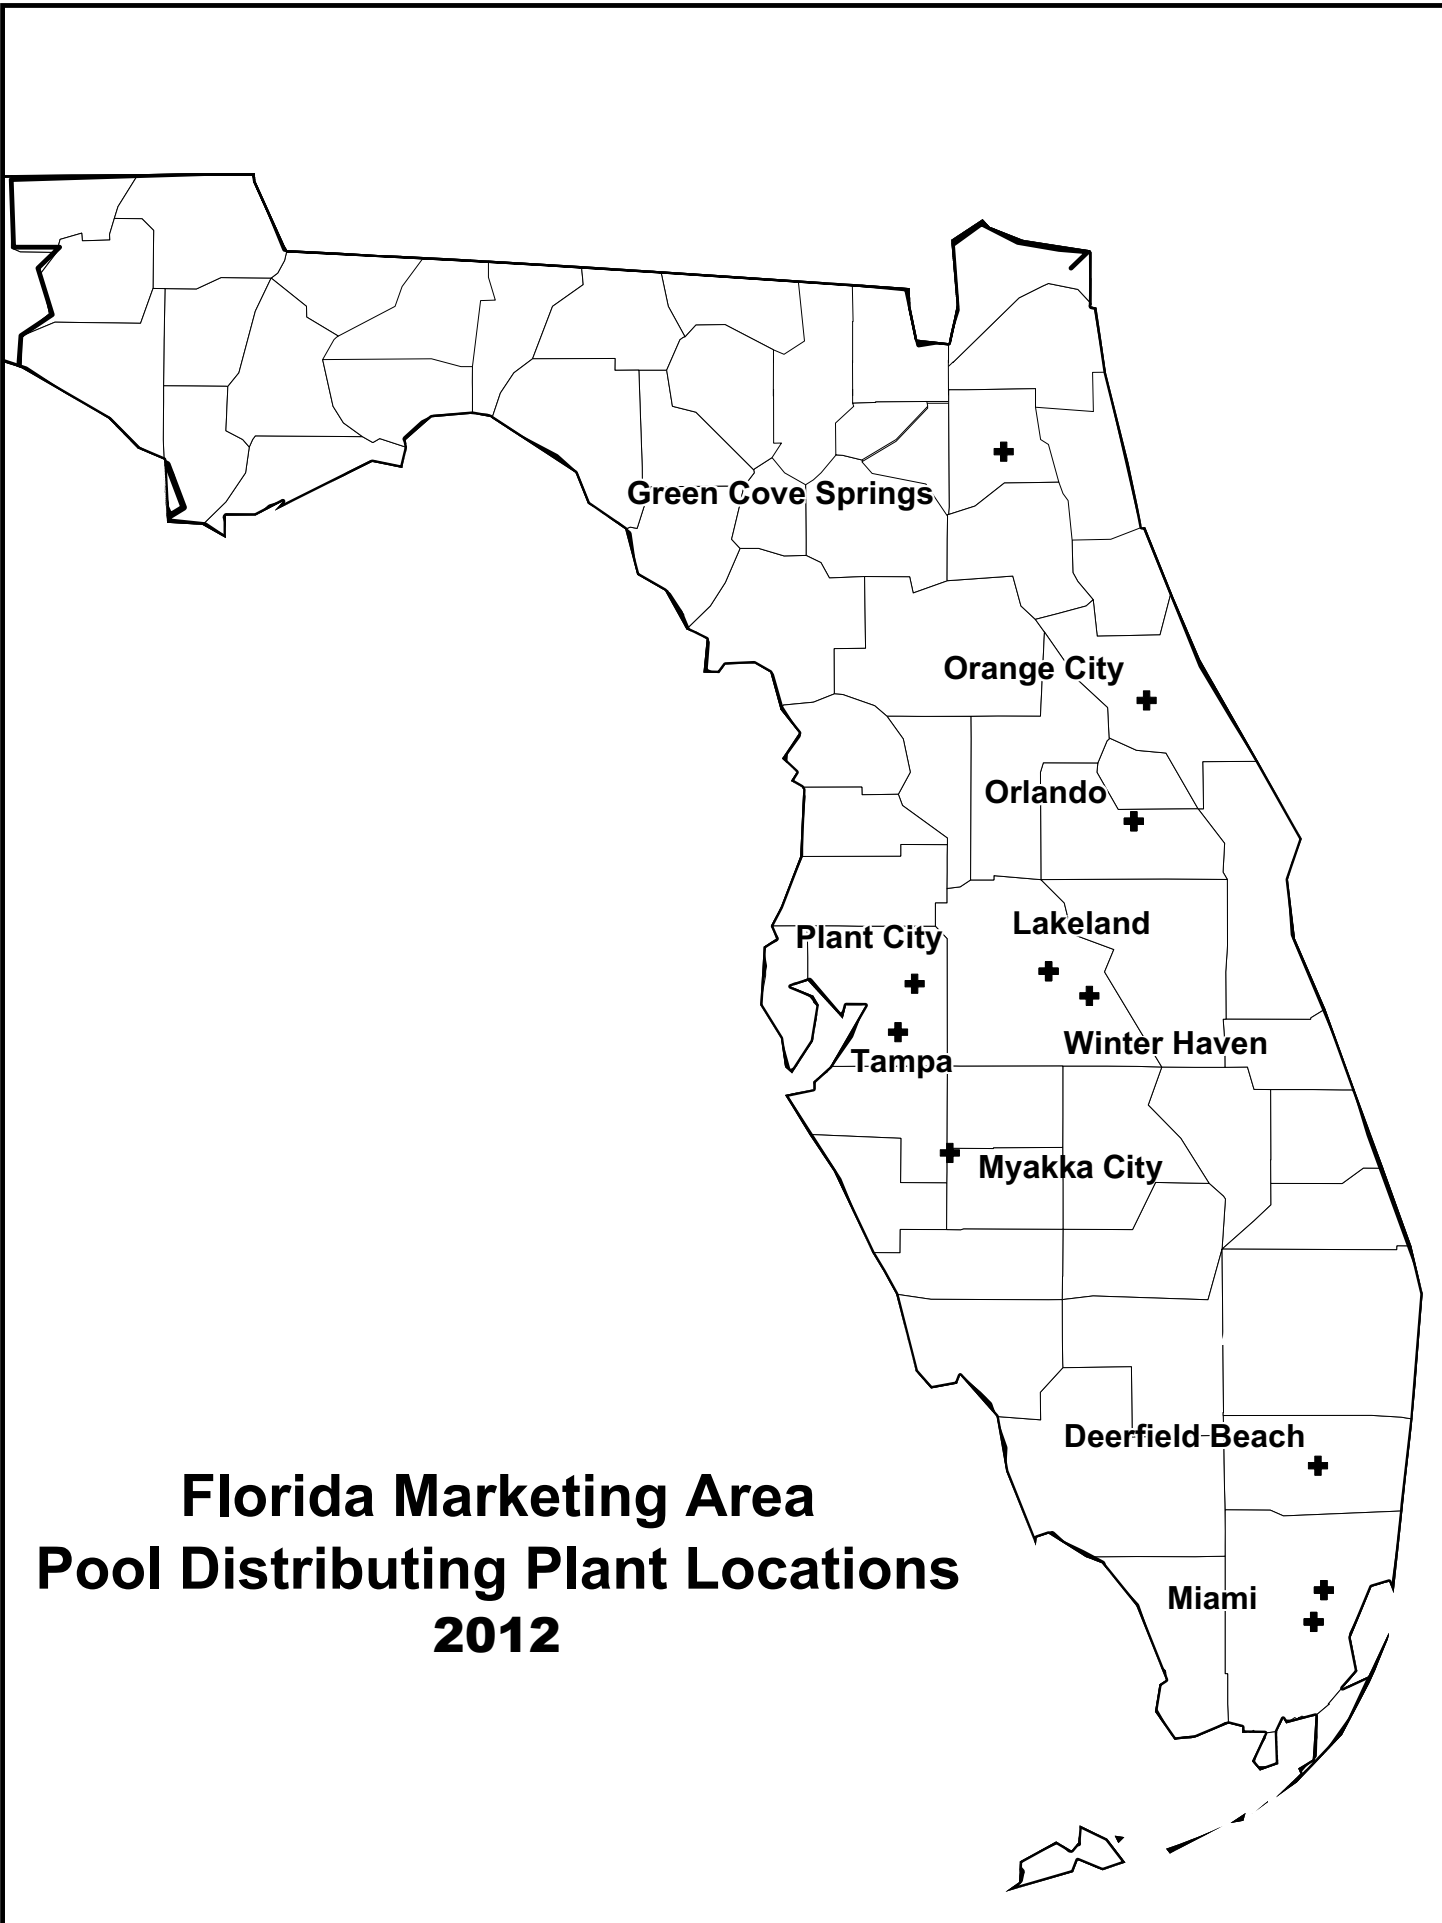 Green Cove Springs
Orange City
Orlando
Lakeland
Plant City
Winter Haven
Tampa
Myakka City
Deerfield Beach
Florida Marketing Area
Pool Distributing Plant Locations
2012
Miami